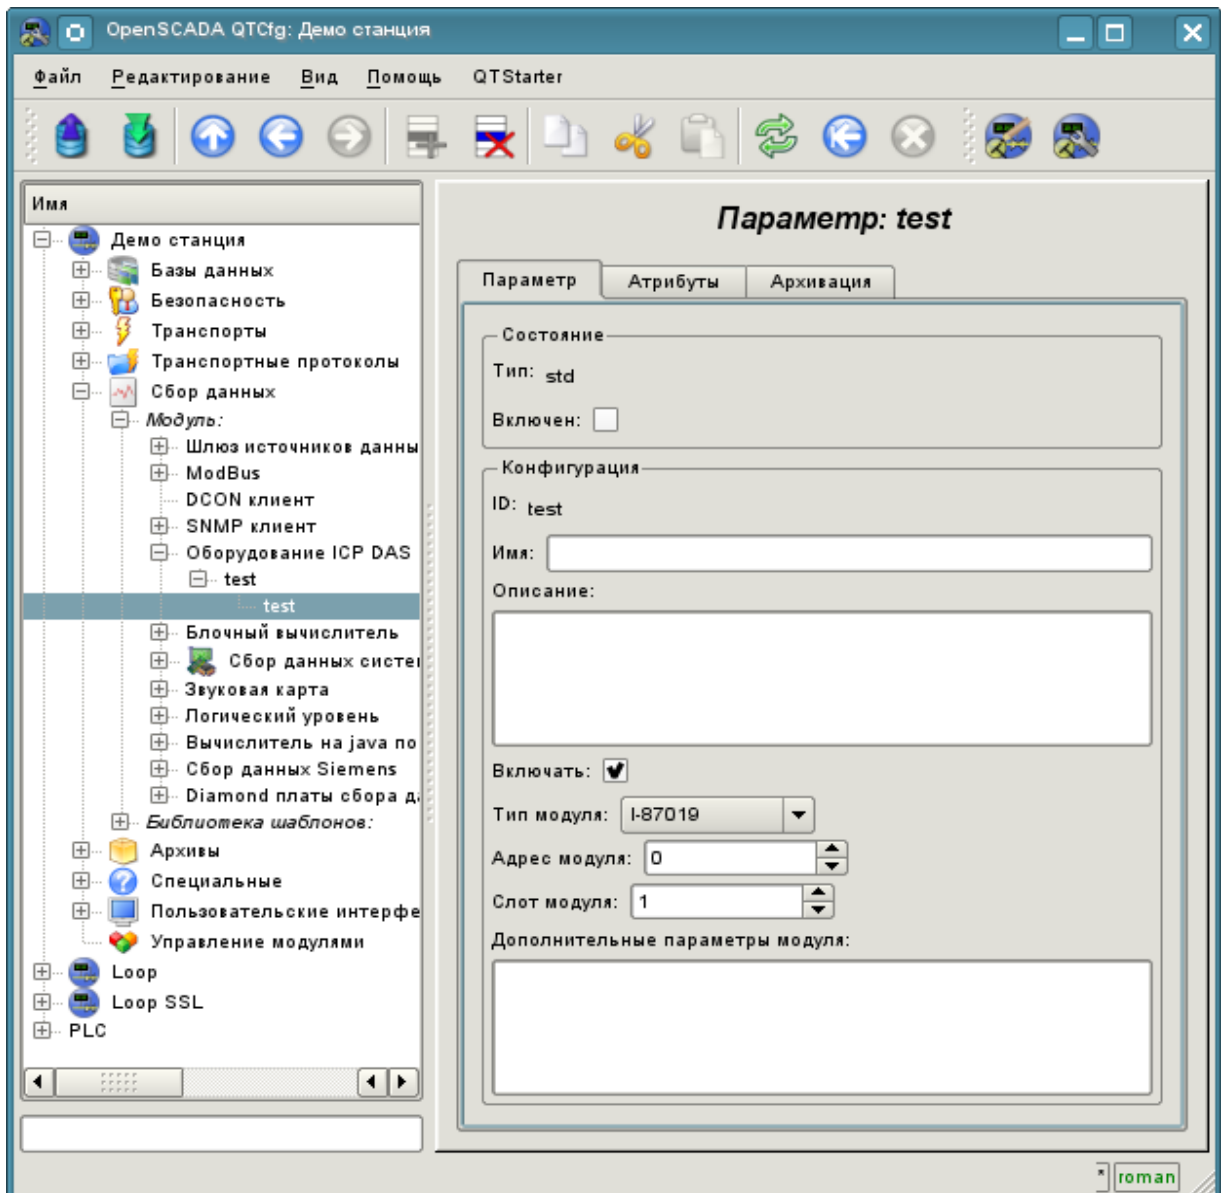 OpenSCADA QTCfg: Демо станция
Файл Редактирование Вид Помощь QTStarter
Имя
Демо станция
Базы данных
Безопасность
Транспорты
Транспортные протоколы
Сбор данных
Модуль:
Шлюз источников данны
ModBus
DCON клиент
SNMP клиент
Оборудование ICP DAS
test
test
Блочный вычислитель
Сбор данных систе
Звуковая карта
Логический уровень
Вычислитель на java по
Сбор данных Siemens
Diamond платы сбора д
Библиотека шаблонов:
Архивы
Специальные
Пользовательские интерфе
Управление модулями
Loop
Loop SSL
PLC
Параметр: test
Параметр Атрибуты Архивация
Состояние
Тип: std
Включен:
Конфигурация
ID: test
Имя:
Описание:
Включать:
Тип модуля: I-87019
Адрес модуля: 0
Слот модуля: 1
Дополнительные параметры модуля:
* roman